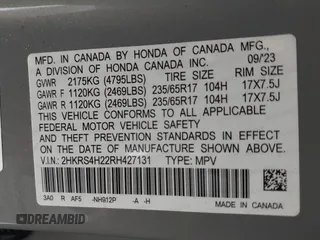 MFD. IN CANADA BY HONDA OF CANADA MFG.,
A DIVISION OF HONDA CANADA INC. 09/23
GVWR 2175KG (4795LBS) TIRE SIZE RIM SIZE
GAWR F 1120KG (2469LBS) 235/65R17 104H 17X7.5J
GAWR R 1120KG (2469LBS) 235/65R17 104H 17X7.5J
THIS VEHICLE CONFORMS TO ALL APPLICABLE
FEDERAL MOTOR VEHICLE SAFETY, BUMPER,
AND THEFT PREVENTION STANDARDS IN EFFECT
ON THE DATE OF MANUFACTURE SHOWN ABOVE.
V.I.N: 2HKRS4H22RH427131 TYPE: MPV
3A0 R AF5 -NH912P -A -H
MADE IN CANADA
DREAMBID